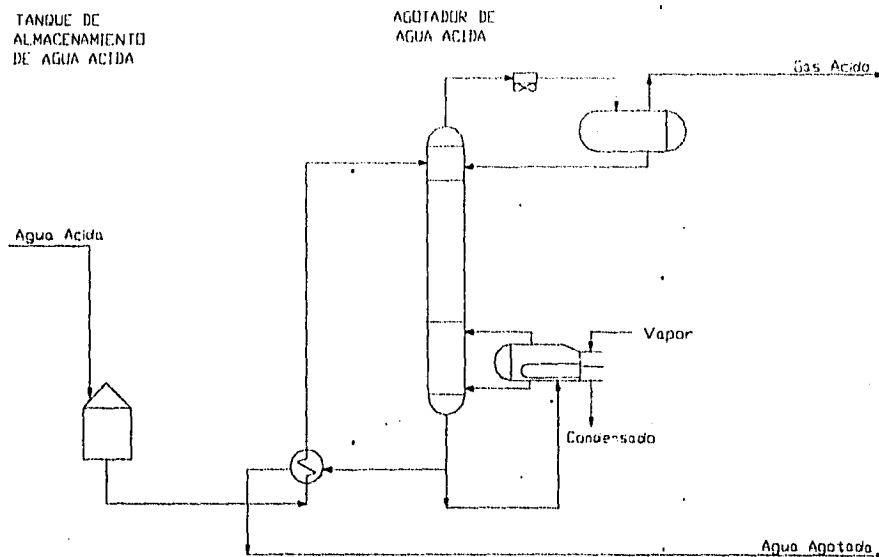 TANQUE DE
ALMACENAMIENTO
DE AGUA ACIDA
AGOTADOR DE
AGUA ACIDA
Gas Acido
Agua Acida
Vapor
Condensado
Agua Agotada